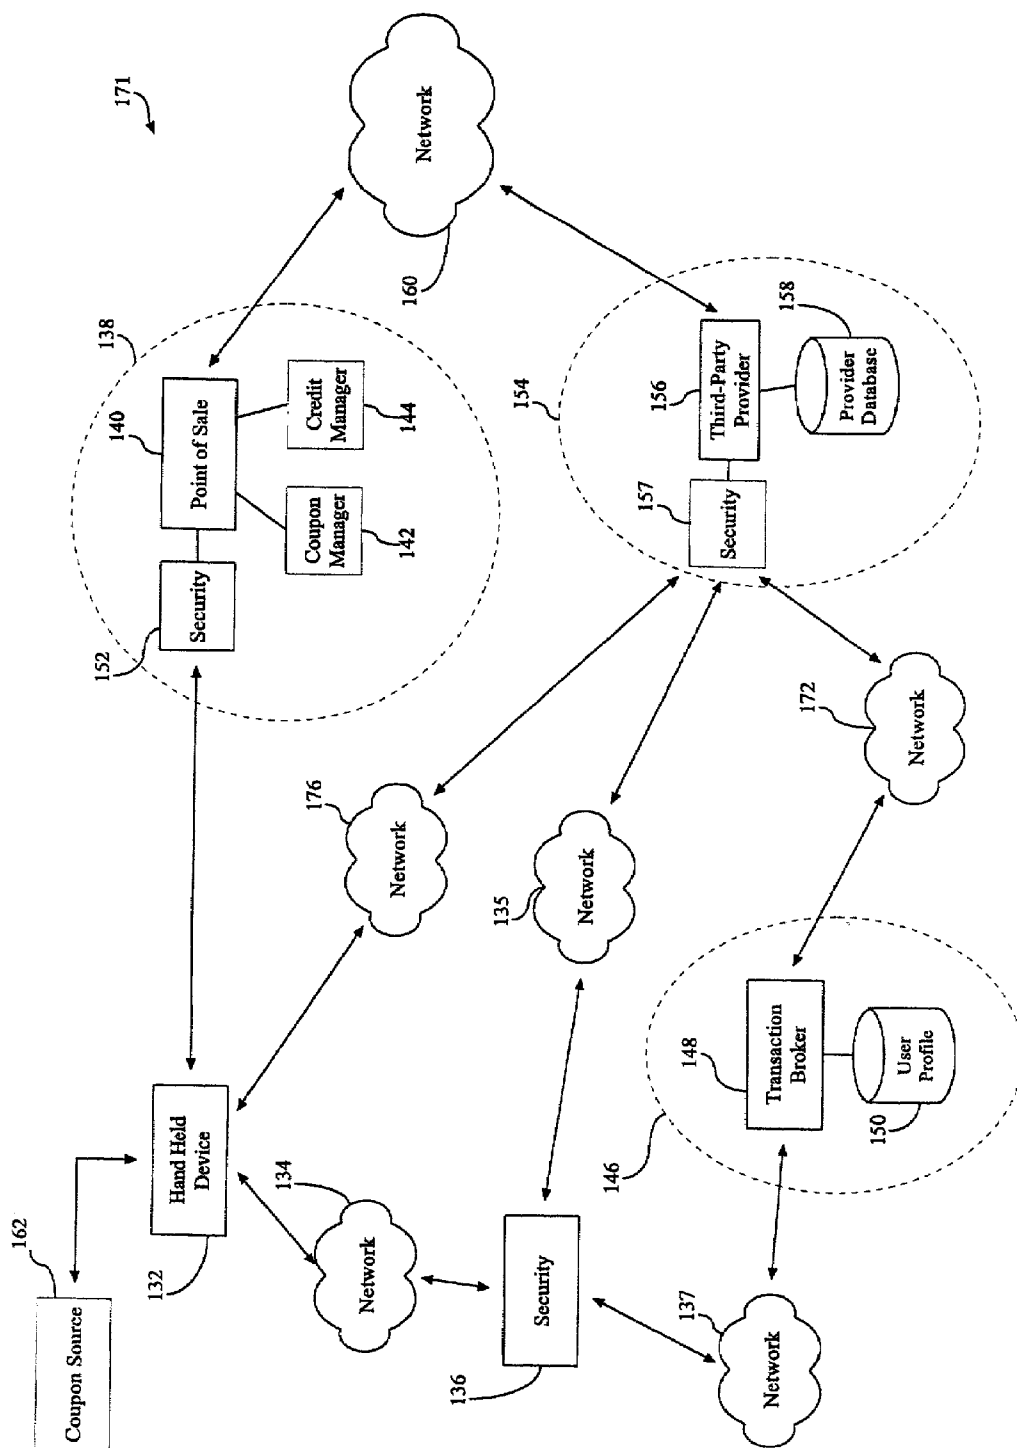 162
Coupon Source
132
Hand Held
Device
152
Security
140
Point of Sale
138
Coupon
Manager
142
Credit
Manager
144
171
Network
160
134
Network
176
Network
136
Security
135
Network
154
157
Security
156
Third-Party
Provider
158
Provider
Database
137
Network
146
148
Transaction
Broker
150
User
Profile
172
Network